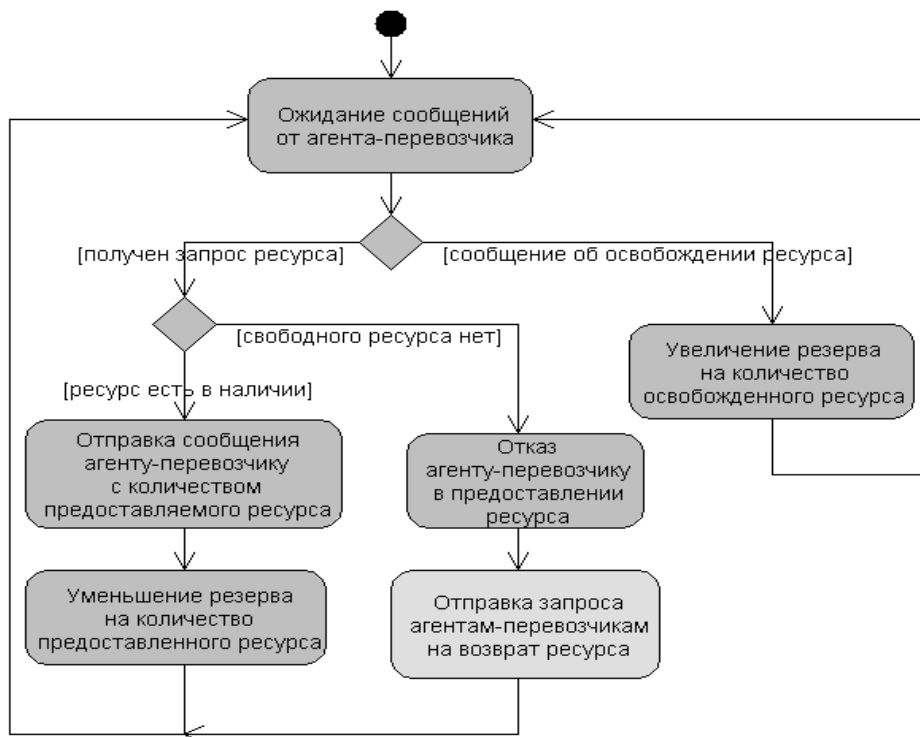 Ожидание сообщений
от агента-перевозчика
[получен запрос ресурса]
[сообщение об освобождении ресурса]
[свободного ресурса нет]
[ресурс есть в наличии]
Увеличение резерва
на количество
освобожденного ресурса
Отправка сообщения
агенту-перевозчику
с количеством
предоставляемого ресурса
Отказ
агенту-перевозчику
в предоставлении
ресурса
Уменьшение резерва
на количество
предоставленного ресурса
Отправка запроса
агентам-перевозчикам
на возврат ресурса